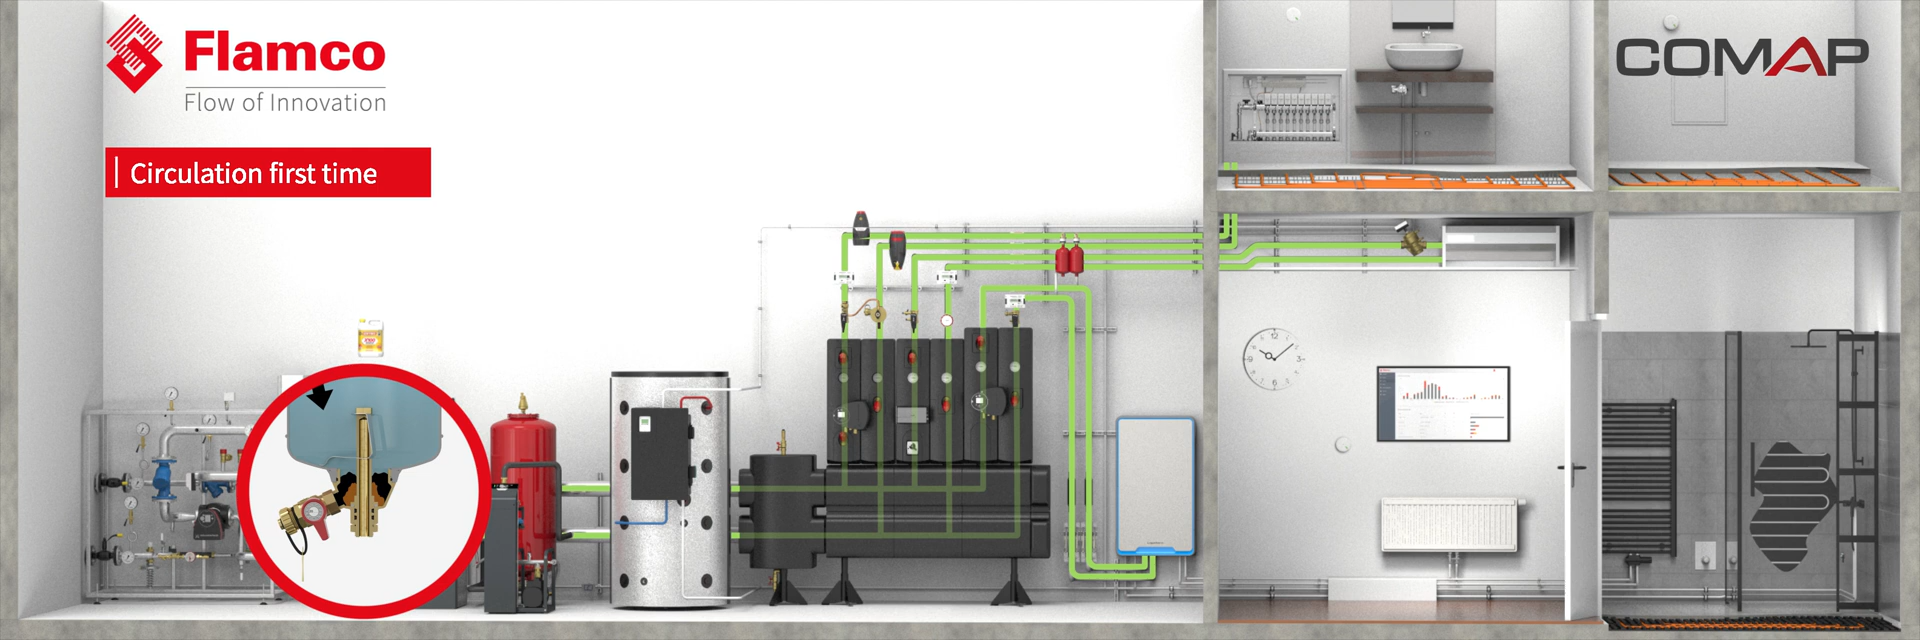 Flamco
Flow of Innovation
Circulation first time
COMAP